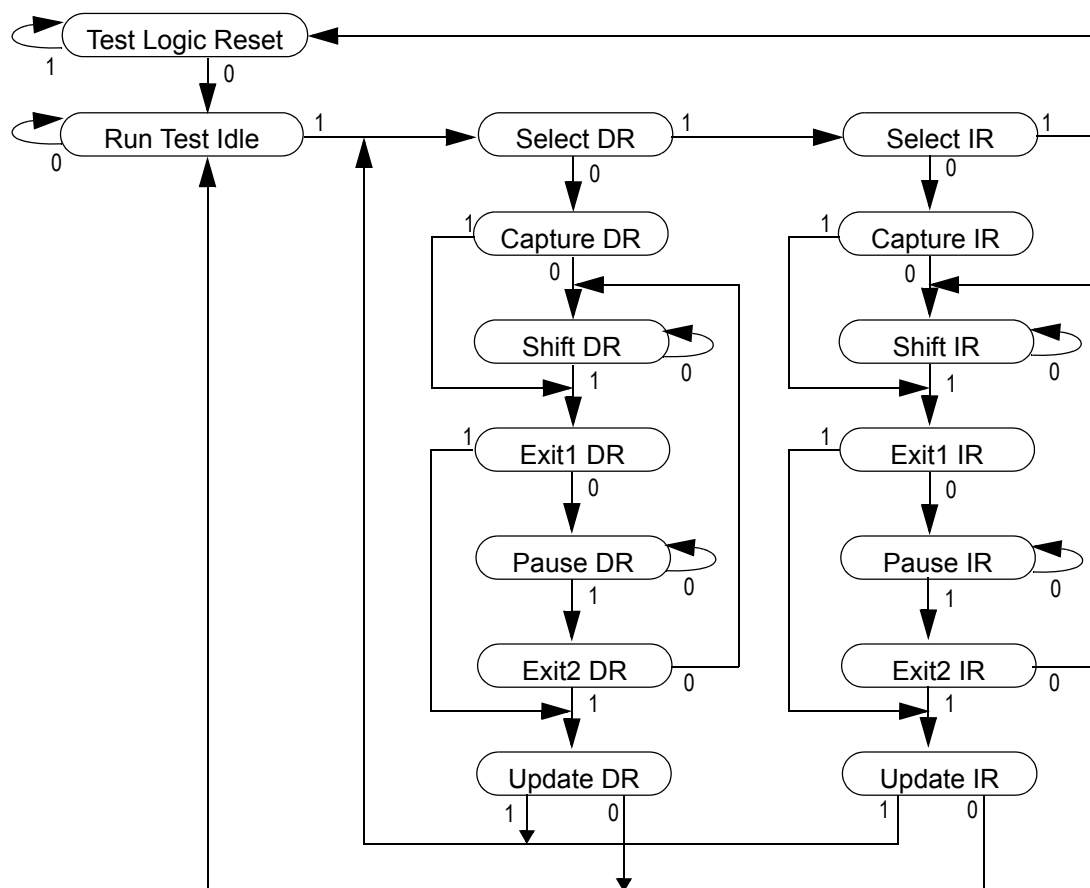 Test Logic Reset
1
0
Run Test Idle
1
0
Select DR
1
0
Select IR
1
0
1
Capture DR
0
1
Capture IR
0
Shift DR
0
1
Shift IR
0
1
1
Exit1 DR
0
1
Exit1 IR
0
Pause DR
0
1
Pause IR
0
1
Exit2 DR
0
1
Exit2 IR
0
1
Update DR
1
0
Update IR
1
0